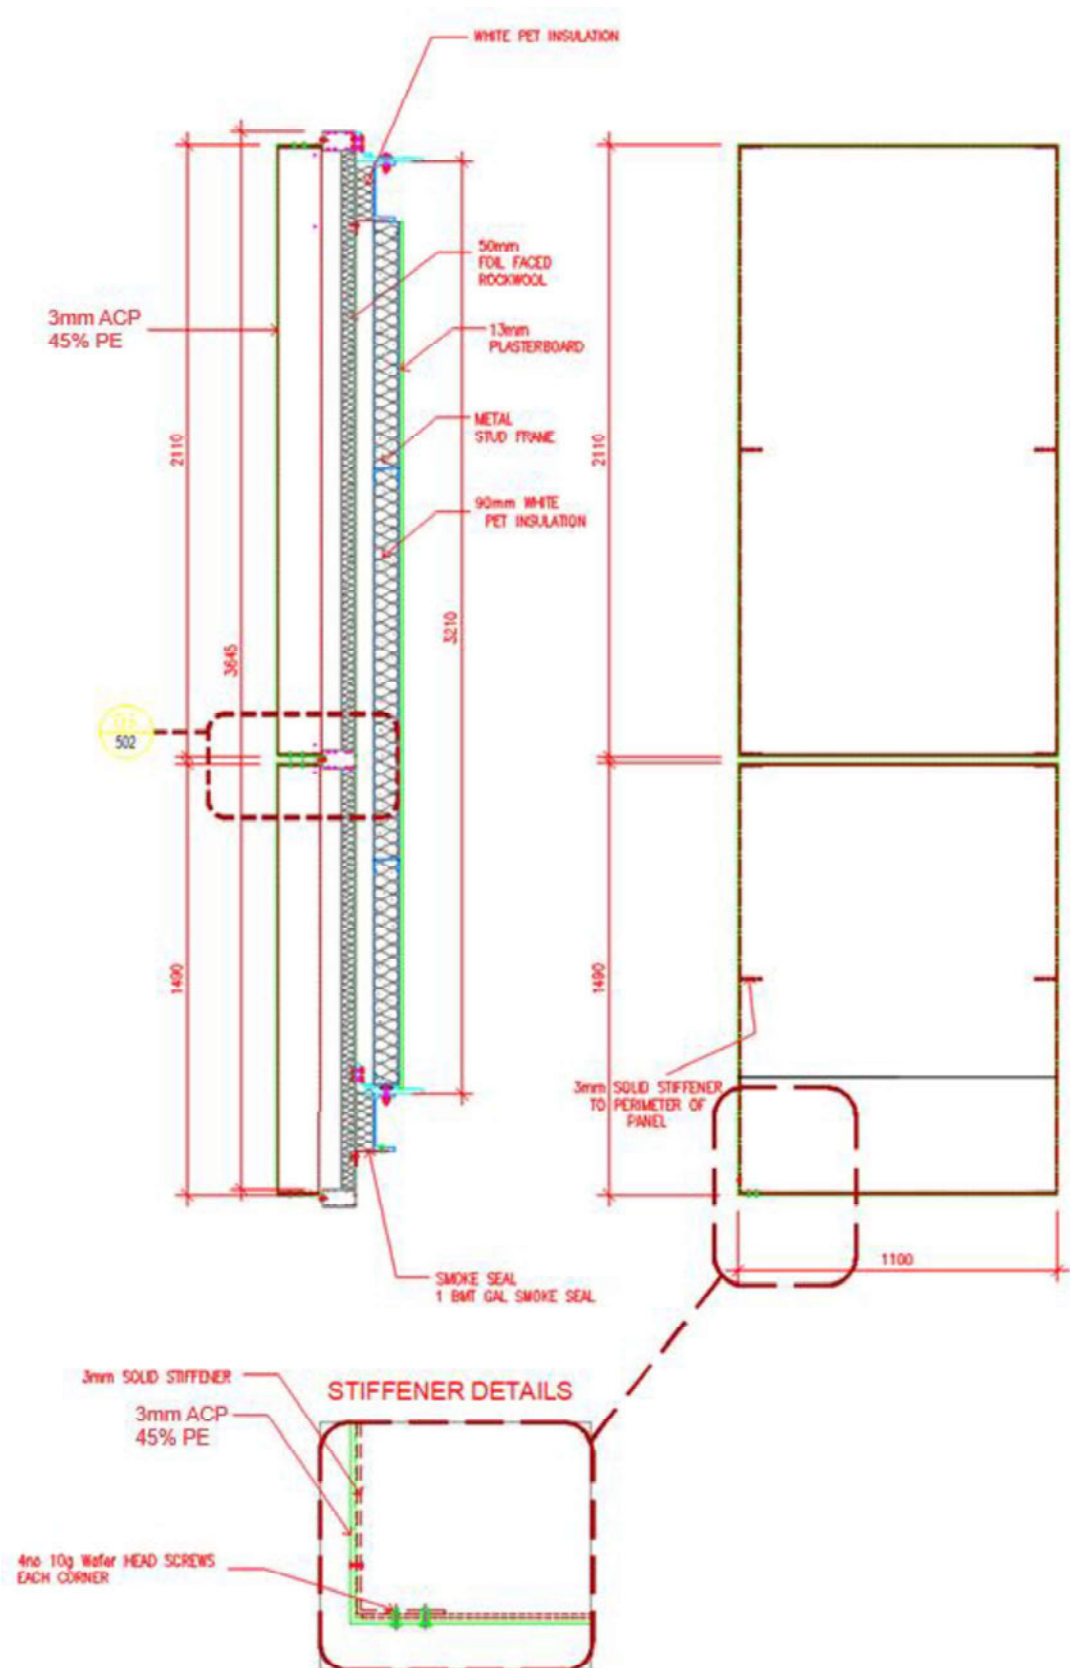 WHITE PET INSULATION
50mm
FOIL FACED
ROCKWOOL
3mm ACP
45% PE
13mm
PLASTERBOARD
METAL
STUD FRAME
90mm WHITE
PET INSULATION
2110
2110
3645
3210
502
1490
1490
3mm SOLID STIFFENER
TO PERIMETER OF
PANEL
1100
SMOKE SEAL
1 BMT GAL SMOKE SEAL
3mm SOLID STIFFENER
STIFFENER DETAILS
3mm ACP
45% PE
4no 10g Wafer HEAD SCREWS
EACH CORNER